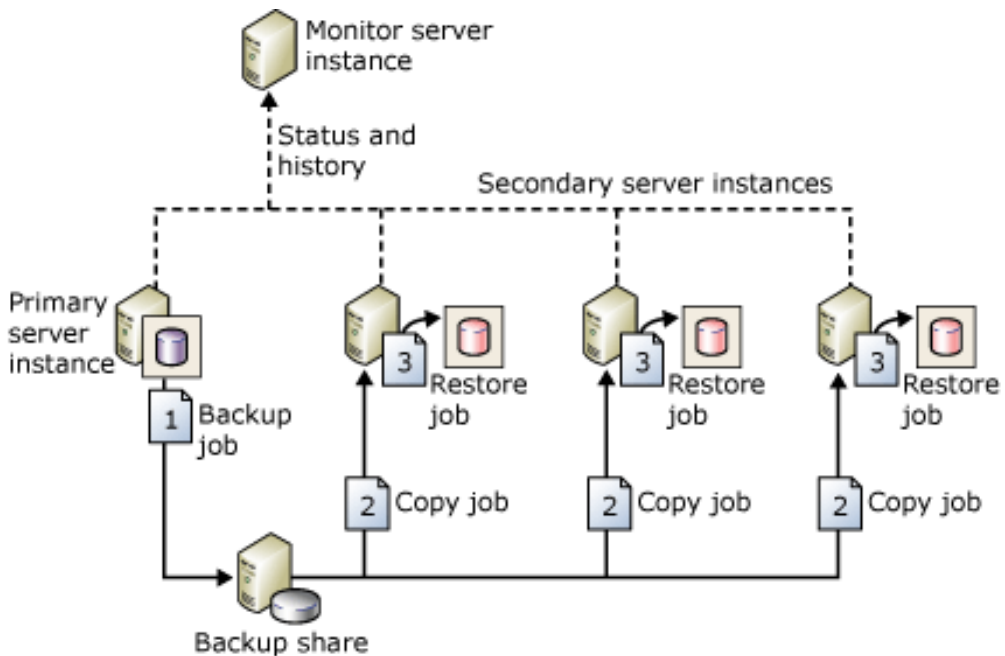 Monitor server
instance
Status and
history
Secondary server instances
Primary
server
instance
1
Backup
job
3
Restore
job
3
Restore
job
3
Restore
job
2
Copy job
2
Copy job
2
Copy job
Backup share